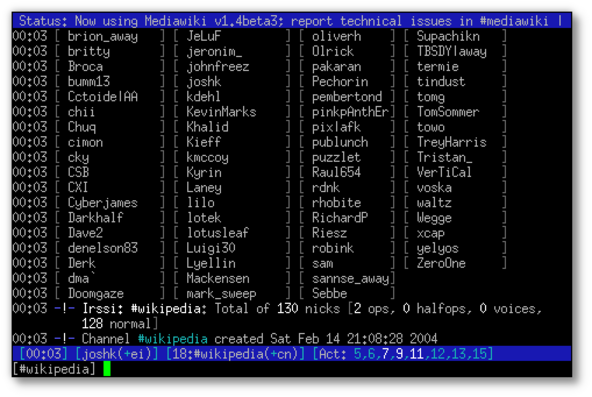 Status: Now using Mediawiki v1.4beta3; report technical issues in #mediawiki |
00:03 [ brion_away ] [ JeLuF ] [ oliverh ] [ Supachikn ]
00:03 [ britty ] [ jeronim_ ] [ Olrick ] [ TBSDY|away ]
00:03 [ Broca ] [ johnfreez ] [ pakaran ] [ termie ]
00:03 [ bumm13 ] [ joshk ] [ Pechorin ] [ tindust ]
00:03 [ Cctoide|AA ] [ kdehl ] [ pembertond ] [ tomg ]
00:03 [ chii ] [ KevinMarks ] [ pinkpAnthEr] [ TomSommer ]
00:03 [ Chuq ] [ Khalid ] [ pix|afk ] [ towo ]
00:03 [ cimon ] [ Kieff ] [ publunch ] [ TreyHarris ]
00:03 [ cky ] [ kmccoy ] [ puzzlet ] [ Tristan_ ]
00:03 [ CSB ] [ Kyrin ] [ Raul654 ] [ VerTiCal ]
00:03 [ CXI ] [ Laney ] [ rdnk ] [ voska ]
00:03 [ Cyberjames ] [ lilo ] [ rhobite ] [ waltz ]
00:03 [ Darkhalf ] [ lotek ] [ RichardP ] [ Wegge ]
00:03 [ Dave2 ] [ lotusleaf ] [ Riesz ] [ xcap ]
00:03 [ denelson83 ] [ Luigi30 ] [ robink ] [ yelyos ]
00:03 [ Derk ] [ Lyellin ] [ sam ] [ ZeroOne ]
00:03 [ dma` ] [ Mackensen ] [ sannse_away]
00:03 [ Doomgaze ] [ mark_sweep ] [ Sebbe ]
00:03 -!- Irssi: #wikipedia: Total of 130 nicks [2 ops, 0 halfops, 0 voices,
128 normal]
00:03 -!- Channel #wikipedia created Sat Feb 14 21:08:28 2004
[00:03] [joshk(+ei)] [18:#wikipedia(+cn)] [Act: 5,6,7,9,11,12,13,15]
[#wikipedia]